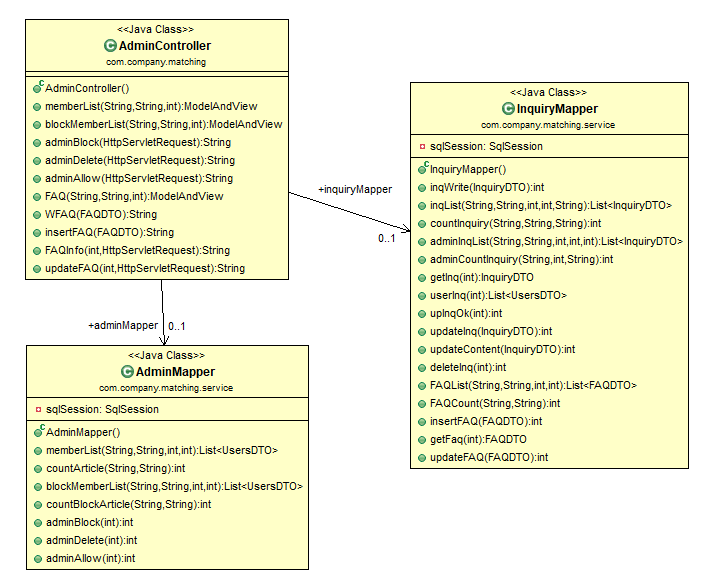 <<Java Class>>
AdminController
com.company.matching
AdminController()
memberList(String,String,int):ModelAndView
blockMemberList(String,String,int):ModelAndView
adminBlock(HttpServletRequest):String
adminDelete(HttpServletRequest):String
adminAllow(HttpServletRequest):String
FAQ(String,String,int):ModelAndView
WFAQ(FAQDTO):String
insertFAQ(FAQDTO):String
FAQInfo(int,HttpServletRequest):String
updateFAQ(int,HttpServletRequest):String
+inquiryMapper
0..1
<<Java Class>>
InquiryMapper
com.company.matching.service
sqlSession: SqlSession
InquiryMapper()
inqWrite(InquiryDTO):int
inqList(String,String,int,int,String):List<InquiryDTO>
countInquiry(String,String,String):int
adminInqList(String,String,int,int,int):List<InquiryDTO>
adminCountInquiry(String,int,String):int
getInq(int):InquiryDTO
userInq(int):List<UsersDTO>
upInqOk(int):int
updateInq(InquiryDTO):int
updateContent(InquiryDTO):int
deleteInq(int):int
FAQList(String,String,int,int):List<FAQDTO>
FAQCount(String,String):int
insertFAQ(FAQDTO):int
getFaq(int):FAQDTO
updateFAQ(FAQDTO):int
+adminMapper
0..1
<<Java Class>>
AdminMapper
com.company.matching.service
sqlSession: SqlSession
AdminMapper()
memberList(String,String,int,int):List<UsersDTO>
countArticle(String,String):int
blockMemberList(String,String,int,int):List<UsersDTO>
countBlockArticle(String,String):int
adminBlock(int):int
adminDelete(int):int
adminAllow(int):int